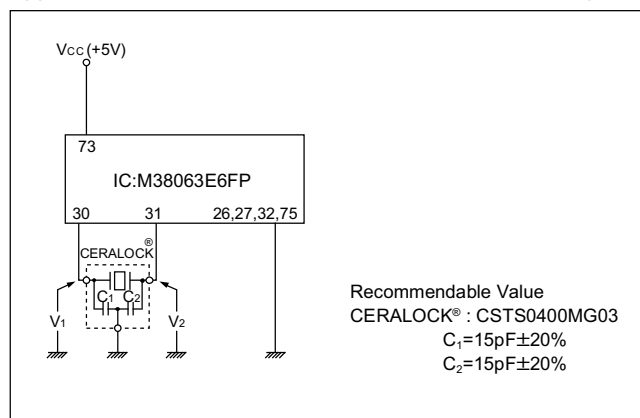 VCC (+5V)
73
IC:M38063E6FP
30 31 26,27,32,75
CERALOCK®
C1 C2
V1 V2
Recommendable Value
CERALOCK® : CSTS0400MG03
C1=15pF±20%
C2=15pF±20%